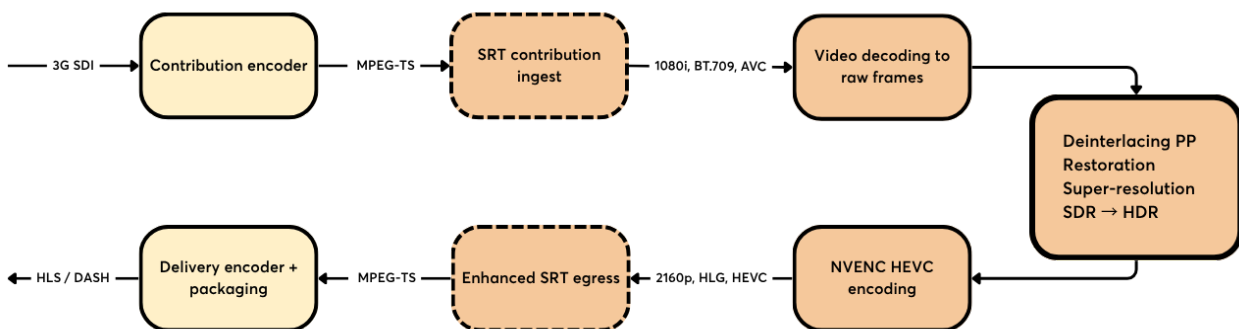 3G SDI
Contribution encoder
MPEG-TS
SRT contribution
ingest
1080i, BT.709, AVC
Video decoding to
raw frames
Deinterlacing PP
Restoration
Super-resolution
SDR → HDR
NVENC HEVC
encoding
2160p, HLG, HEVC
Enhanced SRT egress
MPEG-TS
Delivery encoder +
packaging
HLS / DASH